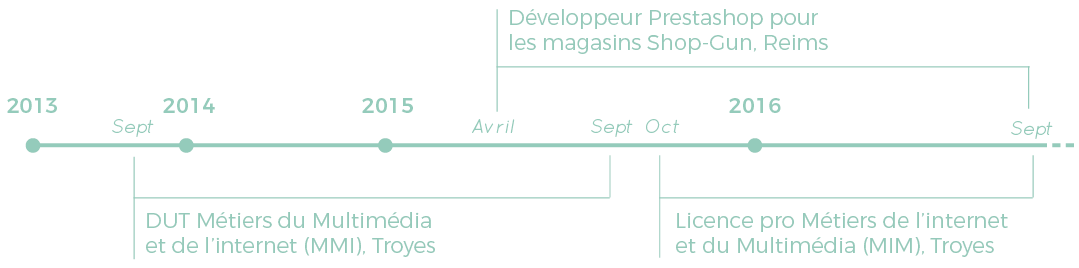 Développeur Prestashop pour
les magasins Shop-Gun, Reims
2013
2014
2015
2016
Sept
Avril
Sept
Oct
Sept
DUT Métiers du Multimédia
et de l'internet (MMI), Troyes
Licence pro Métiers de l'internet
et du Multimédia (MIM), Troyes